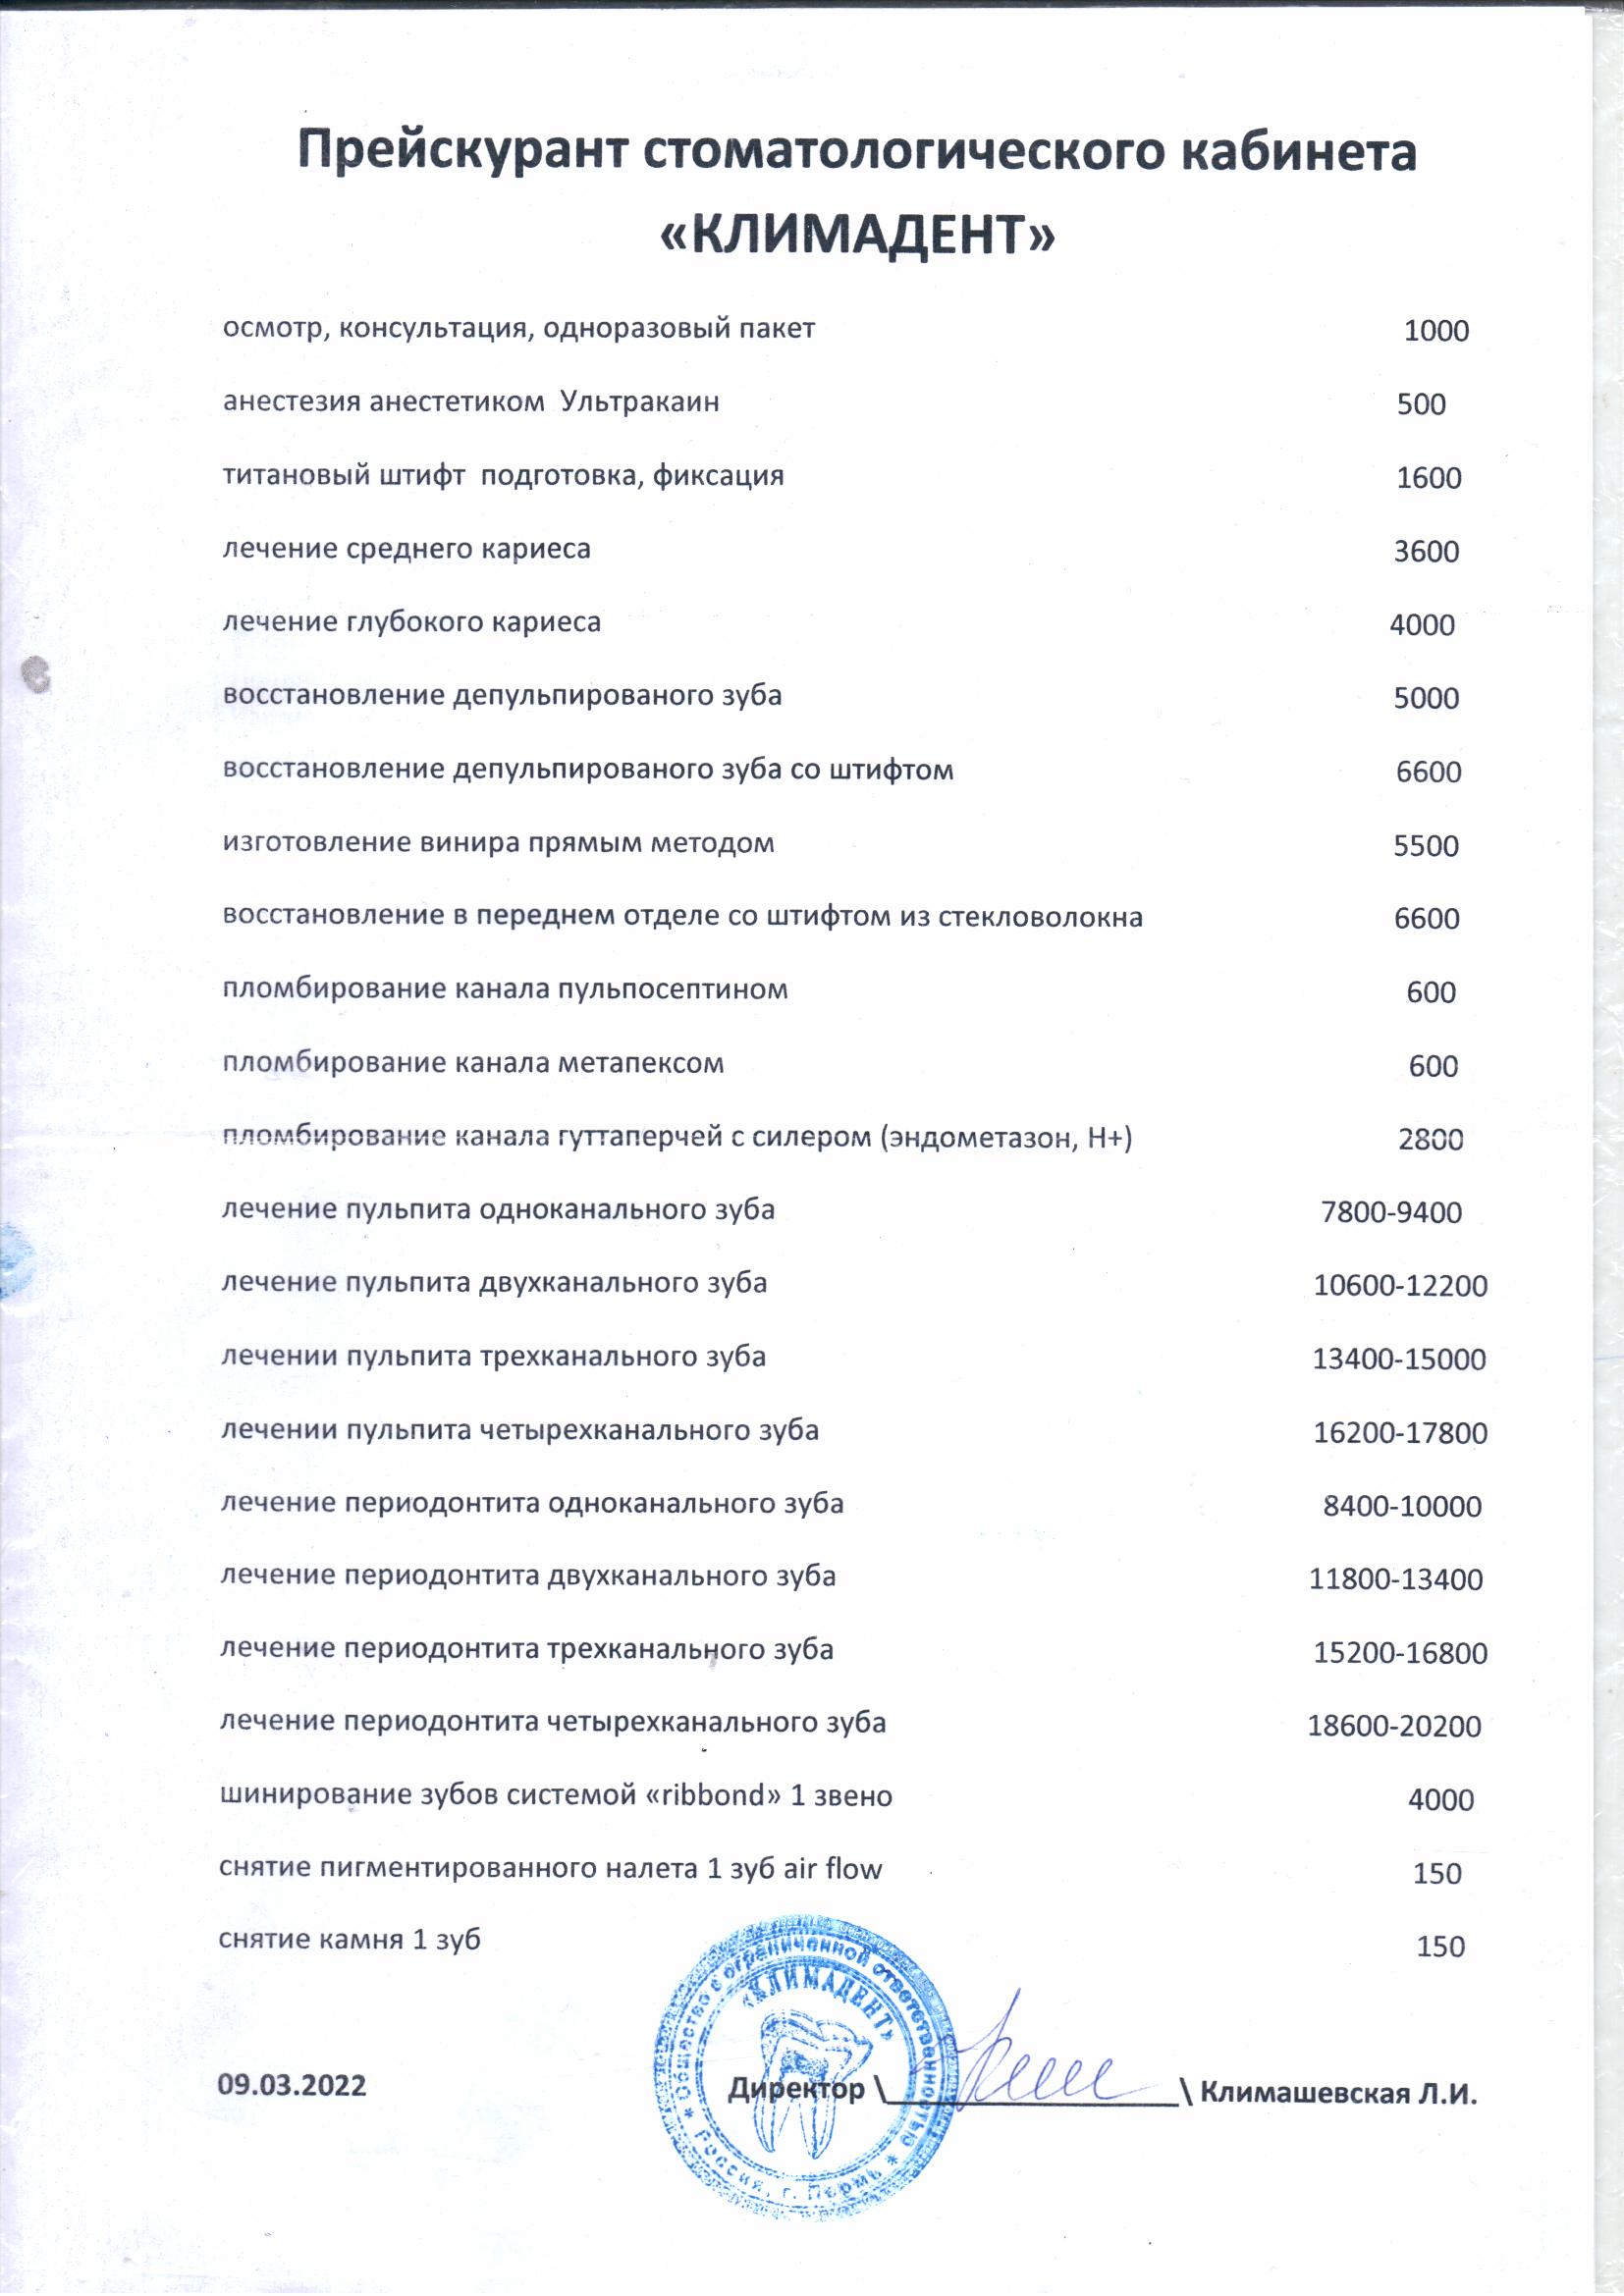 Прейскурант стоматологического кабинета
«КЛИМАДЕНТ»
осмотр, консультация, одноразовый пакет 1000
анестезия анестетиком Ультракаин 500
титановый штифт подготовка, фиксация 1600
лечение среднего кариеса 3600
лечение глубокого кариеса 4000
восстановление депульпированого зуба 5000
восстановление депульпированого зуба со штифтом 6600
изготовление винира прямым методом 5500
восстановление в переднем отделе со штифтом из стекловолокна 6600
пломбирование канала пульпосептином 600
пломбирование канала метапексом 600
пломбирование канала гуттаперчей с силером (эндометазон, Н+) 2800
лечение пульпита одноканального зуба 7800-9400
лечение пульпита двухканального зуба 10600-12200
лечении пульпита трехканального зуба 13400-15000
лечении пульпита четырехканального зуба 16200-17800
лечение периодонтита одноканального зуба 8400-10000
лечение периодонтита двухканального зуба 11800-13400
лечение периодонтита трехканального зуба 15200-16800
лечение периодонтита четырехканального зуба 18600-20200
шинирование зубов системой «ribbond» 1 звено 4000
снятие пигментированного налета 1 зуб air flow 150
снятие камня 1 зуб 150
Общество с ограниченной ответственностью
«КЛИМАДЕНТ»
Россия, г. Пермь
09.03.2022 Директор \ \ Климашевская Л.И.